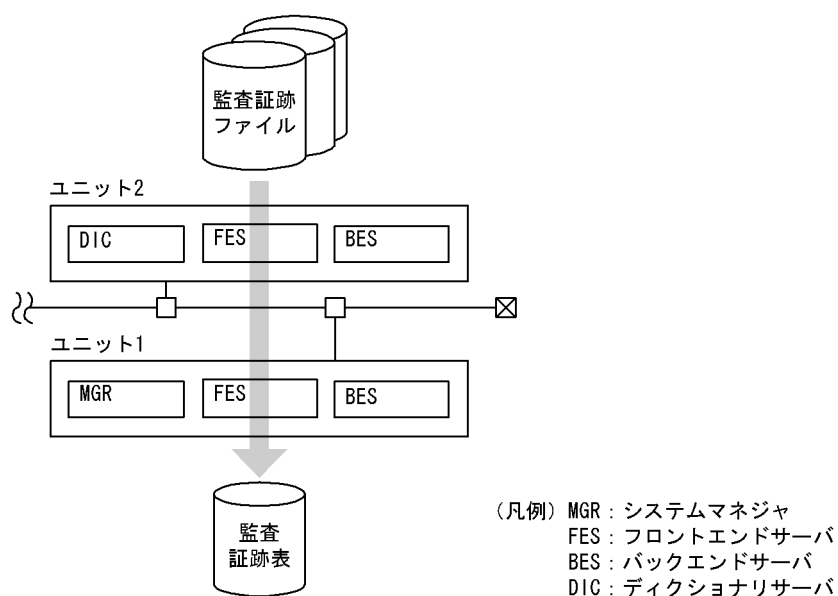 監査証跡
ファイル
ユニット2
DIC
FES
BES
ユニット1
MGR
FES
BES
監査
証跡表
(凡例) MGR:システムマネジャ
FES:フロントエンドサーバ
BES:バックエンドサーバ
DIC:ディクショナリサーバ